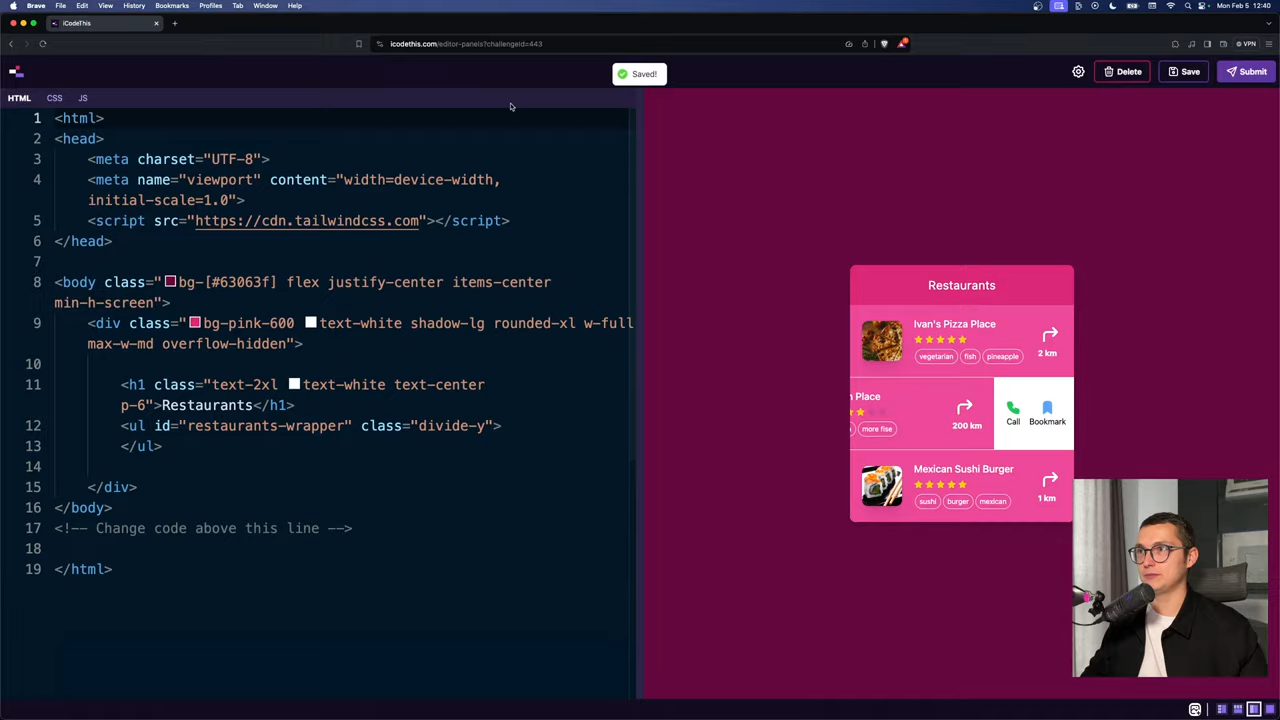 Brave File Edit View History Bookmarks Profiles Tab Window Help
Mon Feb 5 12:40
iCodeThis
icodethis.com/editor-panels?challengeId=443
VPN
Saved!
Delete Save Submit
HTML CSS JS
1 <html>
2 <head>
3 <meta charset="UTF-8">
4 <meta name="viewport" content="width=device-width,
initial-scale=1.0">
5 <script src="https://cdn.tailwindcss.com"></script>
6 </head>
7
8 <body class="bg-[#63063f] flex justify-center items-center
min-h-screen">
9 <div class="bg-pink-600 text-white shadow-lg rounded-xl w-full
max-w-md overflow-hidden">
10
11 <h1 class="text-2xl text-white text-center
p-6">Restaurants</h1>
12 <ul id="restaurants-wrapper" class="divide-y">
13 </ul>
14
15 </div>
16 </body>
17 <!-- Change code above this line -->
18
19 </html>
Restaurants
Ivan's Pizza Place
vegetarian fish pineapple
2 km
n Place
more fise
200 km
Call Bookmark
Mexican Sushi Burger
sushi burger mexican
1 km